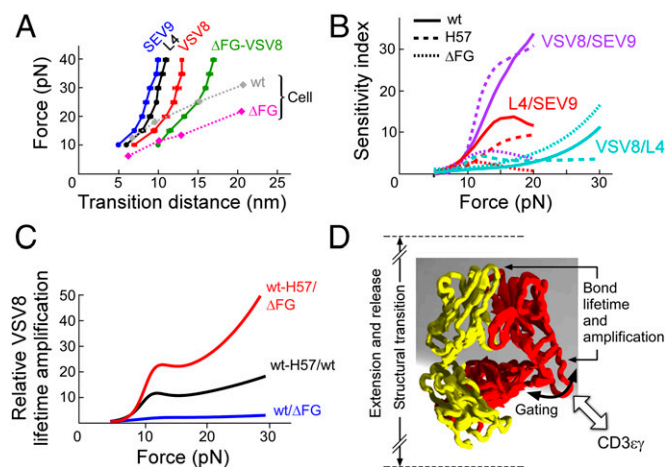 A
SEV9
L4
VSV8
ΔFG-VSV8
wt
ΔFG
Cell
Force (pN)
40
30
20
10
0
0 5 10 15 20 25
Transition distance (nm)
B
wt
H57
ΔFG
VSV8/SEV9
L4/SEV9
VSV8/L4
Sensitivity index
40
30
20
10
0 10 20 30
Force (pN)
C
Relative VSV8
lifetime amplification
50
40
30
20
10
wt-H57/
ΔFG
wt-H57/wt
wt/ΔFG
0 10 20 30
Force (pN)
D
Extension and release
Structural transition
Bond
lifetime
and
amplification
Gating
CD3εγ